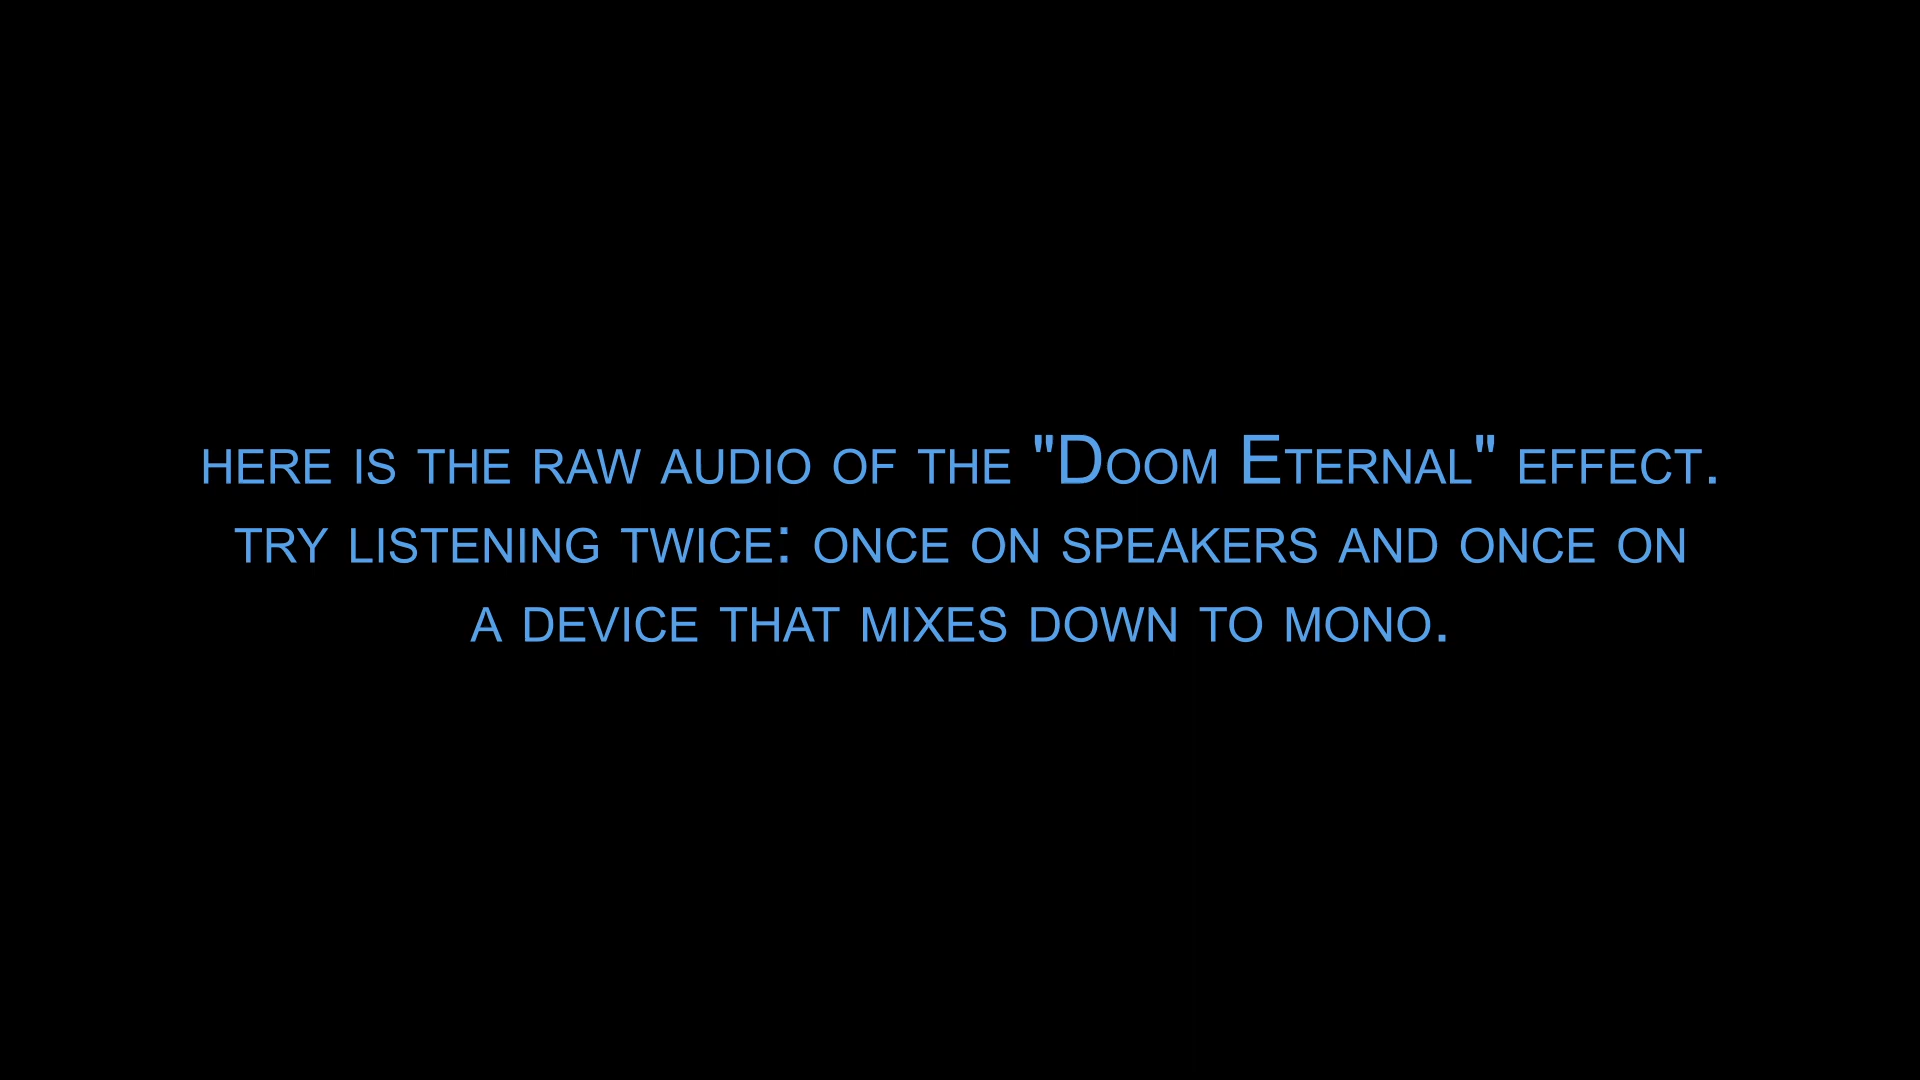 here is the raw audio of the "Doom Eternal" effect.
try listening twice: once on speakers and once on
a device that mixes down to mono.